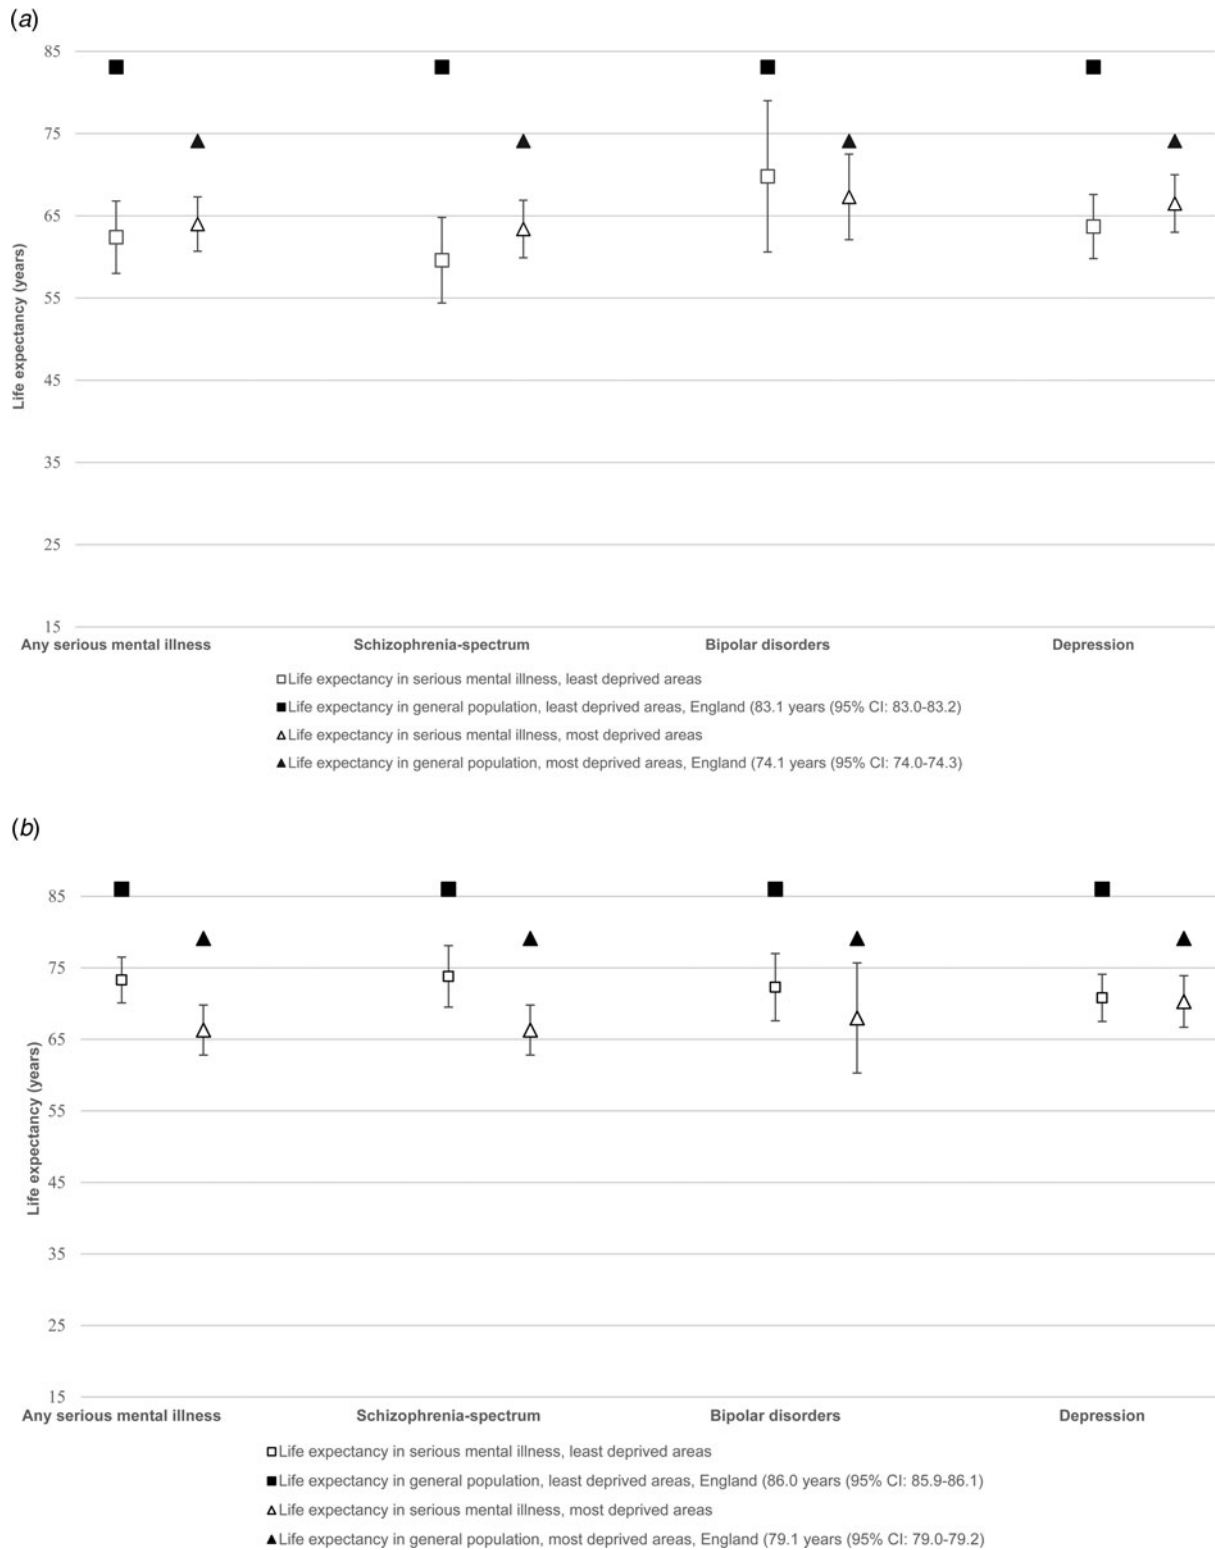 (a)
85
75
65
55
45
35
25
15
Life expectancy (years)
Any serious mental illness Schizophrenia-spectrum Bipolar disorders Depression
□Life expectancy in serious mental illness, least deprived areas
■Life expectancy in general population, least deprived areas, England (83.1 years (95% CI: 83.0-83.2)
△Life expectancy in serious mental illness, most deprived areas
▲Life expectancy in general population, most deprived areas, England (74.1 years (95% CI: 74.0-74.3)
(b)
85
75
65
55
45
35
25
15
Life expectancy (years)
Any serious mental illness Schizophrenia-spectrum Bipolar disorders Depression
□Life expectancy in serious mental illness, least deprived areas
■Life expectancy in general population, least deprived areas, England (86.0 years (95% CI: 85.9-86.1)
△Life expectancy in serious mental illness, most deprived areas
▲Life expectancy in general population, most deprived areas, England (79.1 years (95% CI: 79.0-79.2)